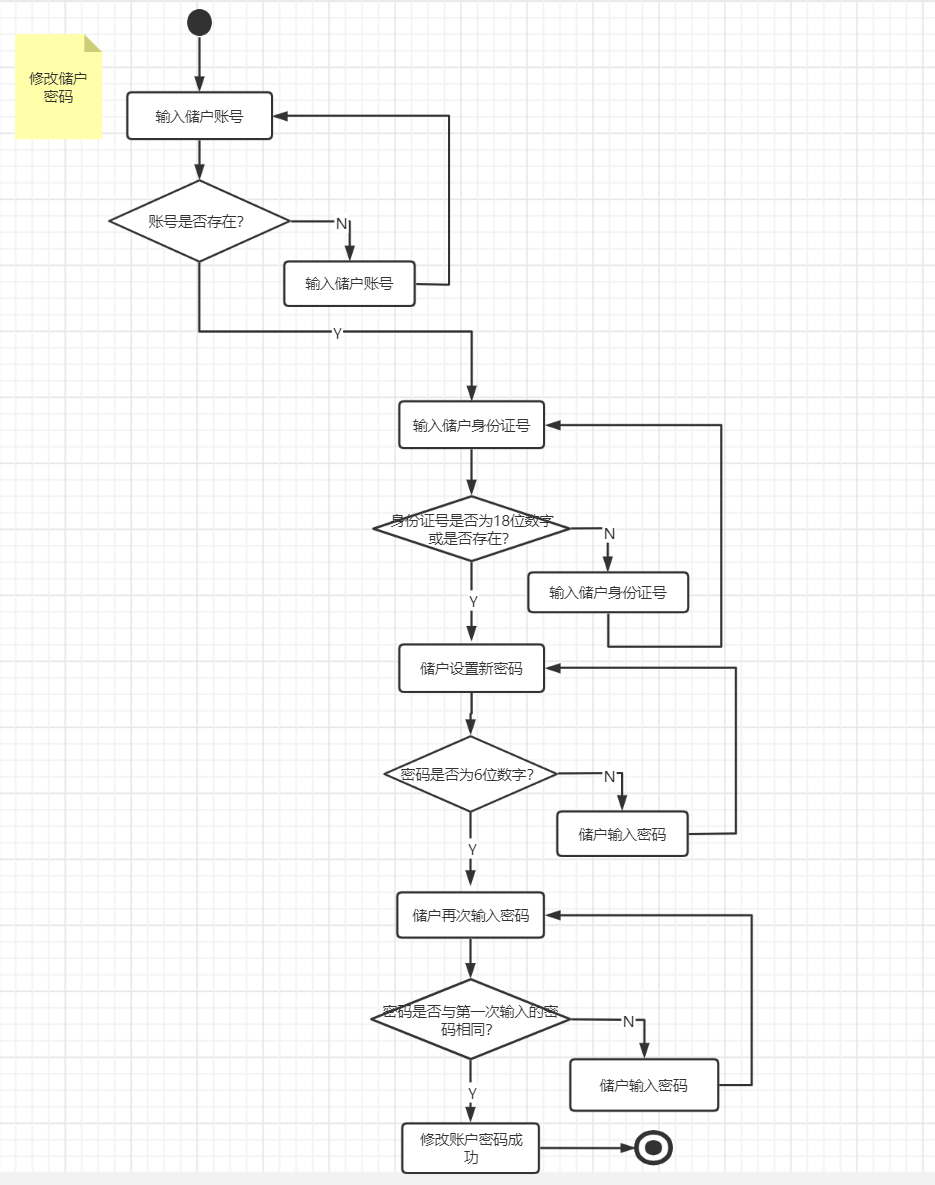 修改储户
密码
输入储户账号
账号是否存在?
N
输入储户账号
Y
输入储户身份证号
身份证号是否为18位数字
或是否存在?
N
输入储户身份证号
Y
储户设置新密码
密码是否为6位数字?
N
储户输入密码
Y
储户再次输入密码
密码是否与第一次输入的密
码相同?
N
储户输入密码
Y
修改账户密码成
功